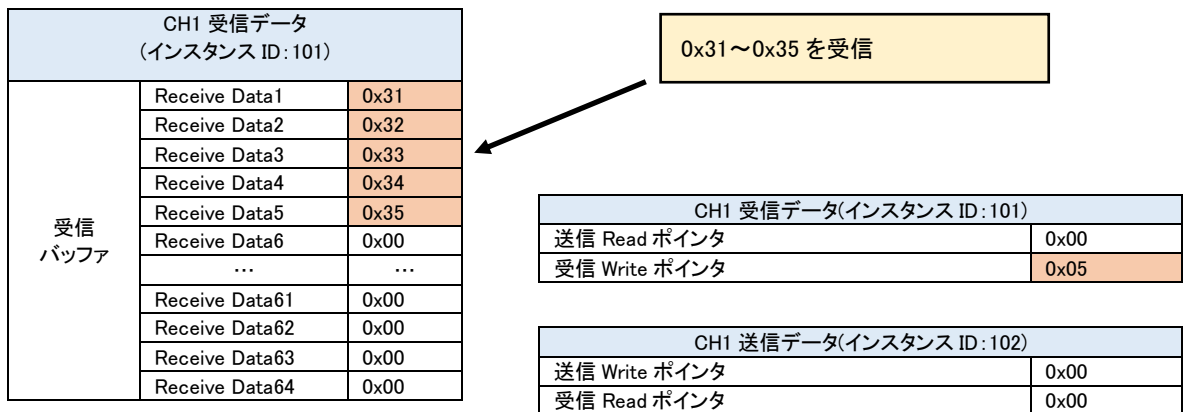 CH1 受信データ
(インスタンス ID:101)
受信
バッファ
Receive Data1 0x31
Receive Data2 0x32
Receive Data3 0x33
Receive Data4 0x34
Receive Data5 0x35
Receive Data6 0x00
… …
Receive Data61 0x00
Receive Data62 0x00
Receive Data63 0x00
Receive Data64 0x00
0x31~0x35 を受信
CH1 受信データ(インスタンス ID:101)
送信 Read ポインタ 0x00
受信 Write ポインタ 0x05
CH1 送信データ(インスタンス ID:102)
送信 Write ポインタ 0x00
受信 Read ポインタ 0x00